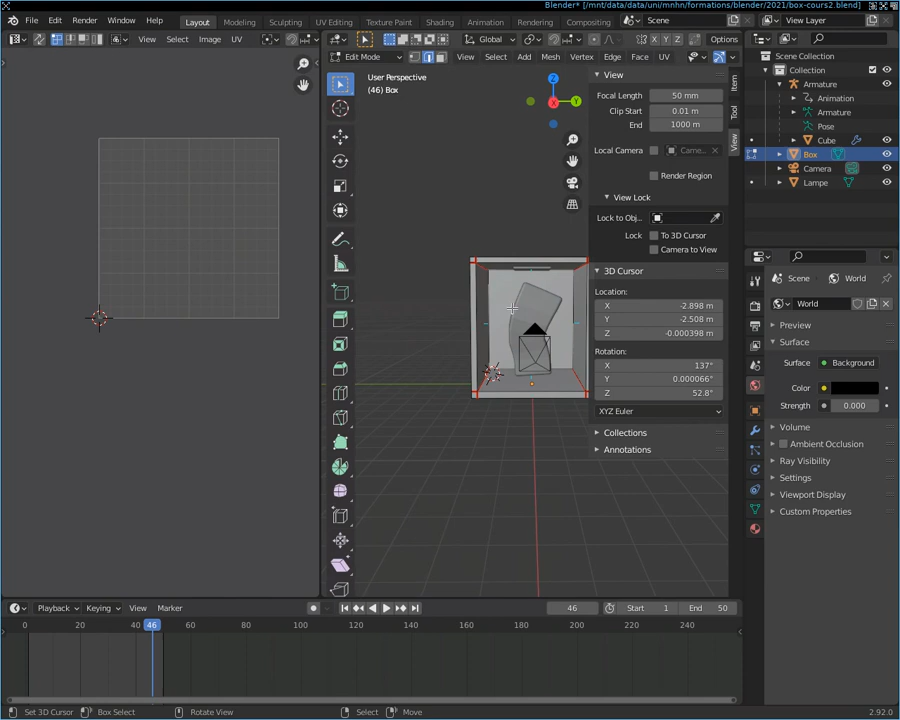 Blender* [/mnt/data/data/uni/mnhn/formations/blender/2021/box-cours2.blend]
File Edit Render Window Help Layout Modeling Sculpting UV Editing Texture Paint Shading Animation Rendering Compositing Scene View Layer
View Select Image UV Global Options
Edit Mode View Select Add Mesh Vertex Edge Face UV
User Perspective
(46) Box
View
Focal Length 50 mm
Clip Start 0.01 m
End 1000 m
Local Camera Came...
Render Region
View Lock
Lock to Obj...
Lock To 3D Cursor
Camera to View
3D Cursor
Location:
X -2.898 m
Y -2.508 m
Z -0.000398 m
Rotation:
X 137°
Y 0.000066°
Z 52.8°
XYZ Euler
Collections
Annotations
Item
Tool
View
X Y Z
Z
Y
X
Scene Collection
Collection
Armature
Animation
Armature
Pose
Cube
Box
Camera
Lampe
Scene World
World
Preview
Surface
Surface Background
Color
Strength 0.000
Volume
Ambient Occlusion
Ray Visibility
Settings
Viewport Display
Custom Properties
Playback Keying View Marker 46 Start 1 End 50
0 20 40 46 60 80 100 120 140 160 180 200 220 240
Set 3D Cursor Box Select Rotate View Select Move 2.92.0